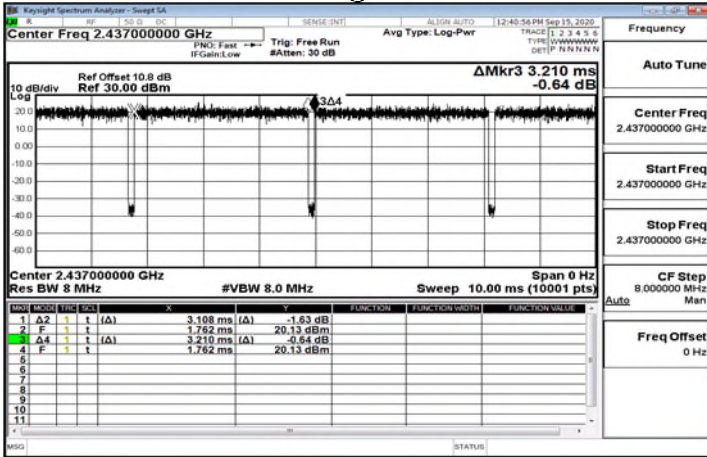 Keysight Spectrum Analyzer - Swept SA
R RF 50 Ω DC SENSE:INT ALIGN AUTO 12:40:56 PM Sep 15, 2020
Center Freq 2.437000000 GHz
PNO: Fast
IFGain:Low
Trig: Free Run
#Atten: 30 dB
Avg Type: Log-Pwr
TRACE 1 2 3 4 5 6
TYPE WWWWWWW
DET P N N N N N
Ref Offset 10.8 dB
Ref 30.00 dBm
10 dB/div
Log
ΔMkr3 3.210 ms
-0.64 dB
3Δ4
20.0
10.0
0.00
-10.0
-20.0
-30.0
-40.0
-50.0
-60.0
Center 2.437000000 GHz Span 0 Hz
Res BW 8 MHz #VBW 8.0 MHz Sweep 10.00 ms (10001 pts)
MKR MODE TRC SCL X Y FUNCTION FUNCTION WIDTH FUNCTION VALUE
1 Δ2 1 t (Δ) 3.108 ms (Δ) -1.63 dB
2 F 1 t 1.762 ms 20.13 dBm
3 Δ4 1 t (Δ) 3.210 ms (Δ) -0.64 dB
4 F 1 t 1.762 ms 20.13 dBm
5
6
7
8
9
10
11
MSG STATUS
Frequency
Auto Tune
Center Freq
2.437000000 GHz
Start Freq
2.437000000 GHz
Stop Freq
2.437000000 GHz
CF Step
8.000000 MHz
Auto Man
Freq Offset
0 Hz